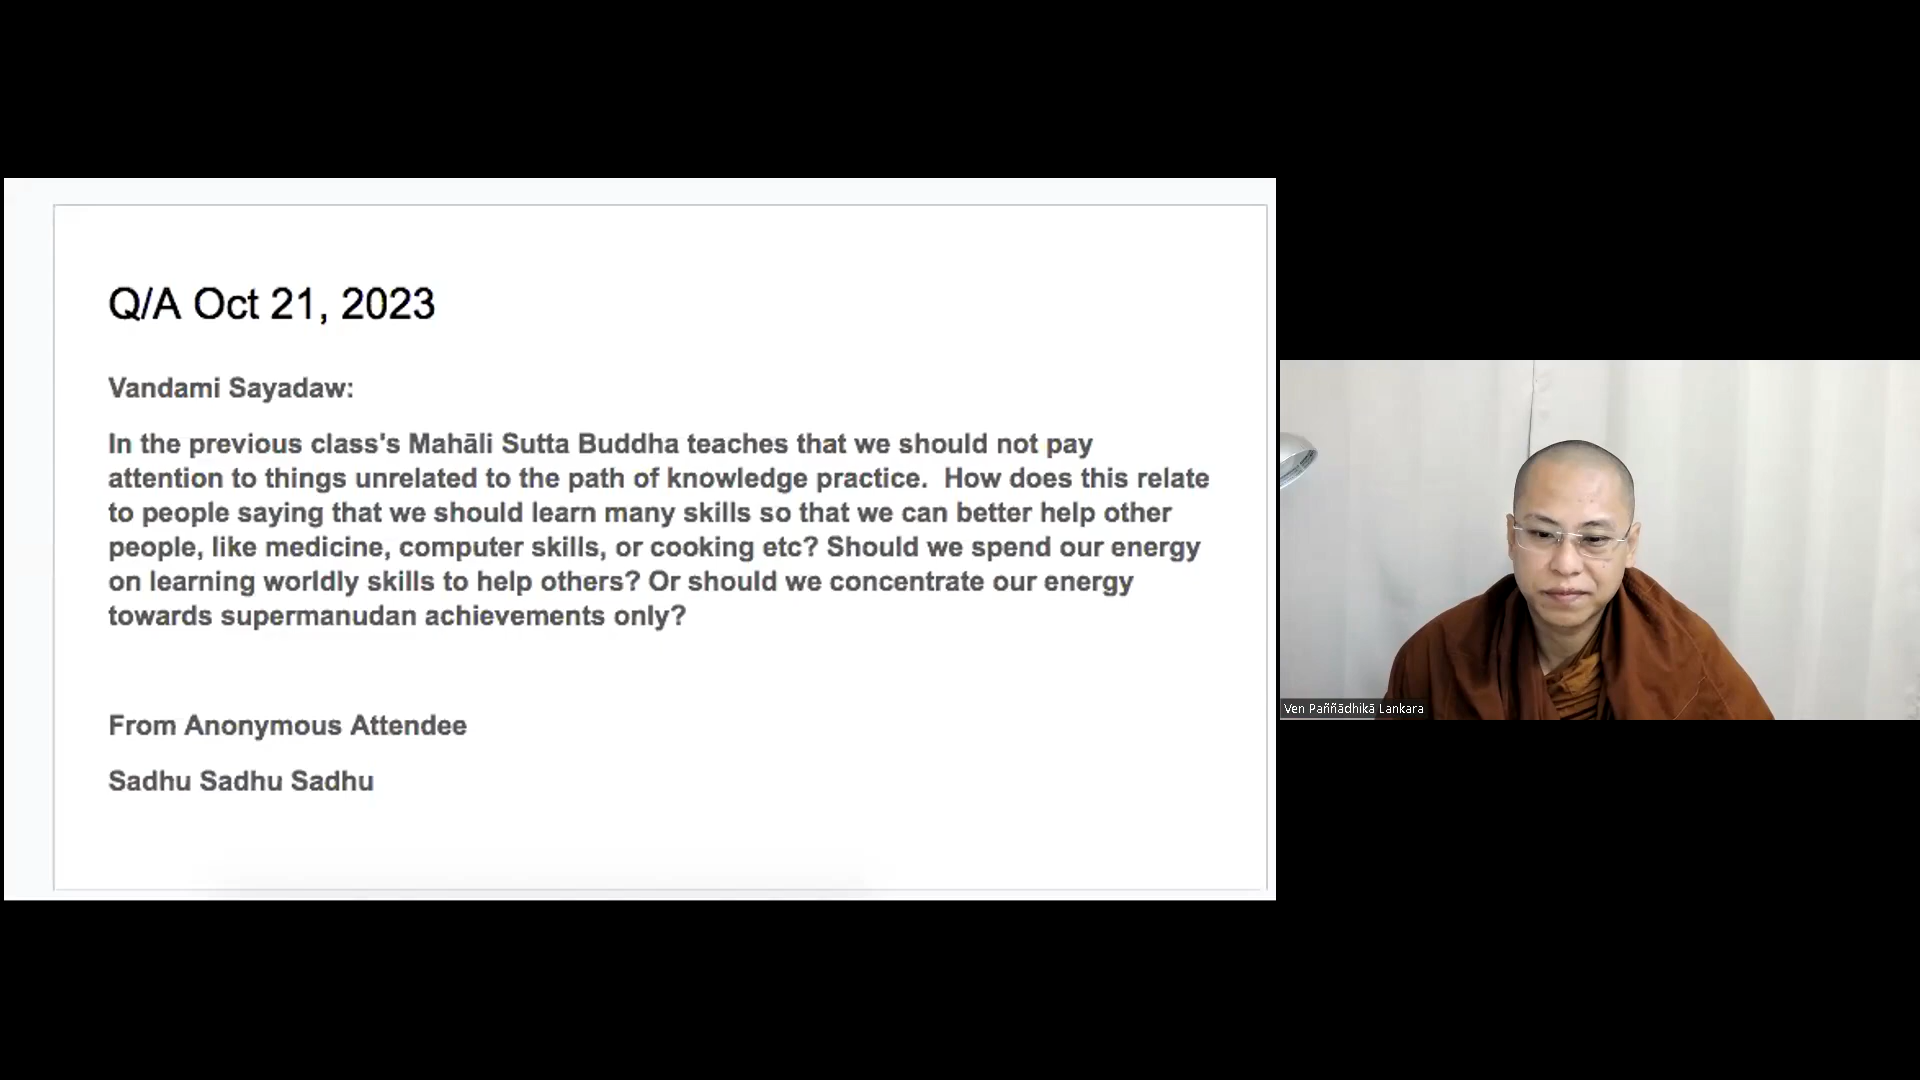 Q/A Oct 21, 2023
Vandami Sayadaw:
In the previous class's Mahāli Sutta Buddha teaches that we should not pay
attention to things unrelated to the path of knowledge practice.  How does this relate
to people saying that we should learn many skills so that we can better help other
people, like medicine, computer skills, or cooking etc? Should we spend our energy
on learning worldly skills to help others? Or should we concentrate our energy
towards supermanudan achievements only?
From Anonymous Attendee
Sadhu Sadhu Sadhu
Ven Paññādhikā Lankara